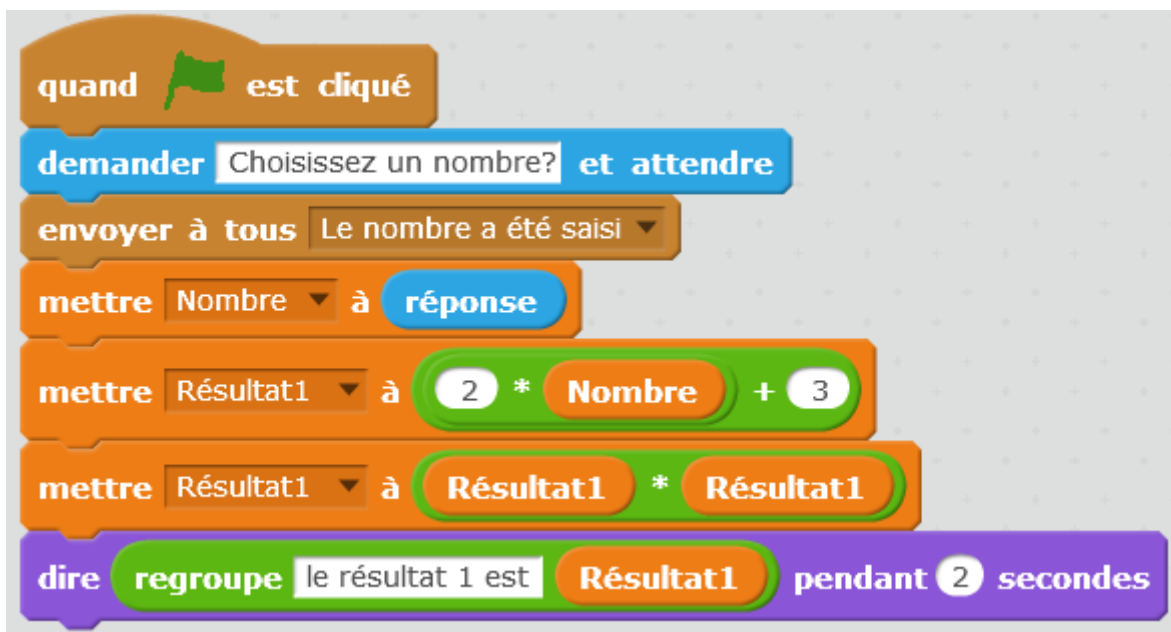 quand est cliqué
demander Choisissez un nombre? et attendre
envoyer à tous Le nombre a été saisi
mettre Nombre à réponse
mettre Résultat1 à 2 * Nombre + 3
mettre Résultat1 à Résultat1 * Résultat1
dire regroupe le résultat 1 est Résultat1 pendant 2 secondes